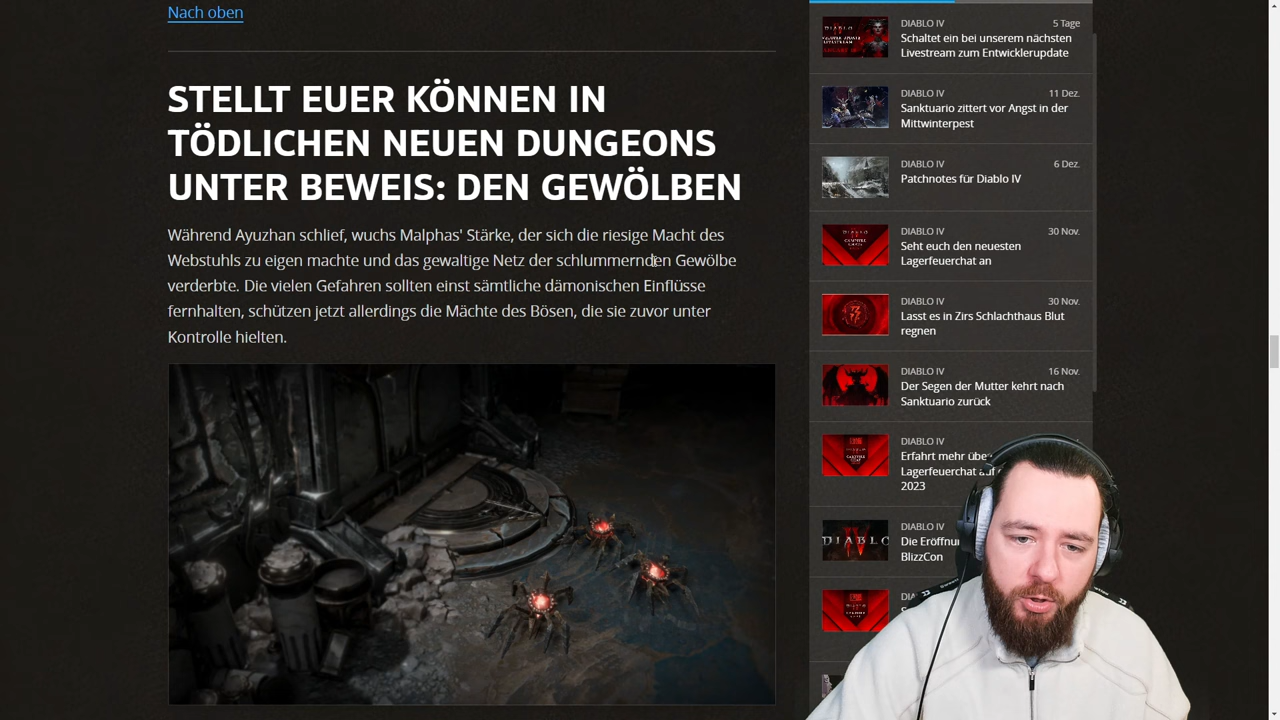 Nach oben
STELLT EUER KÖNNEN IN
TÖDLICHEN NEUEN DUNGEONS
UNTER BEWEIS: DEN GEWÖLBEN
Während Ayuzhan schlief, wuchs Malphas' Stärke, der sich die riesige Macht des
Webstuhls zu eigen machte und das gewaltige Netz der schlummernden Gewölbe
verderbte. Die vielen Gefahren sollten einst sämtliche dämonischen Einflüsse
fernhalten, schützen jetzt allerdings die Mächte des Bösen, die sie zuvor unter
Kontrolle hielten.
DIABLO IV 5 Tage
Schaltet ein bei unserem nächsten
Livestream zum Entwicklerupdate
DIABLO IV 11 Dez.
Sanktuario zittert vor Angst in der
Mittwinterpest
DIABLO IV 6 Dez.
Patchnotes für Diablo IV
DIABLO IV 30 Nov.
Seht euch den neuesten
Lagerfeuerchat an
DIABLO IV 30 Nov.
Lasst es in Zirs Schlachthaus Blut
regnen
DIABLO IV 16 Nov.
Der Segen der Mutter kehrt nach
Sanktuario zurück
DIABLO IV
Erfahrt mehr
Lagerfeuerchat auf
2023
DIABLO
DIABLO IV
Die
BlizzCon